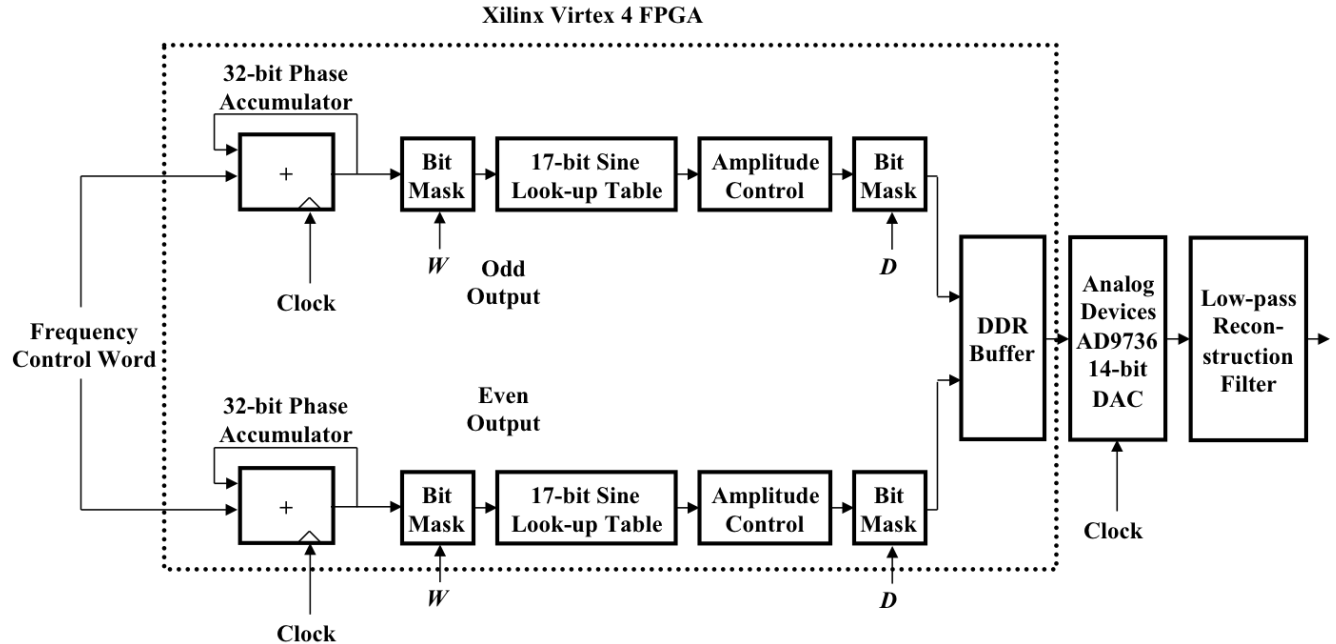 Xilinx Virtex 4 FPGA
32-bit Phase
Accumulator
+
Clock
Bit
Mask
W
17-bit Sine
Look-up Table
Amplitude
Control
Bit
Mask
D
Odd
Output
Frequency
Control Word
DDR
Buffer
Analog
Devices
AD9736
14-bit
DAC
Clock
Low-pass
Recon-
struction
Filter
Even
Output
32-bit Phase
Accumulator
+
Clock
Bit
Mask
W
17-bit Sine
Look-up Table
Amplitude
Control
Bit
Mask
D